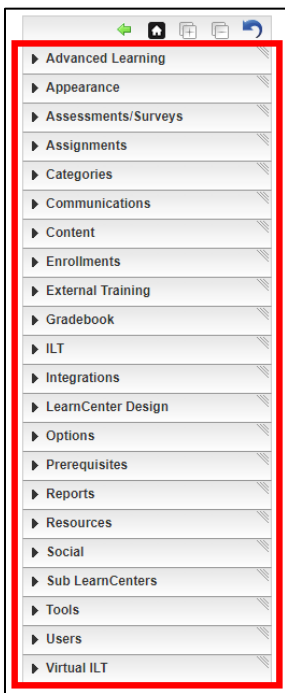 Advanced Learning
Appearance
Assessments/Surveys
Assignments
Categories
Communications
Content
Enrollments
External Training
Gradebook
ILT
Integrations
LearnCenter Design
Options
Prerequisites
Reports
Resources
Social
Sub LearnCenters
Tools
Users
Virtual ILT